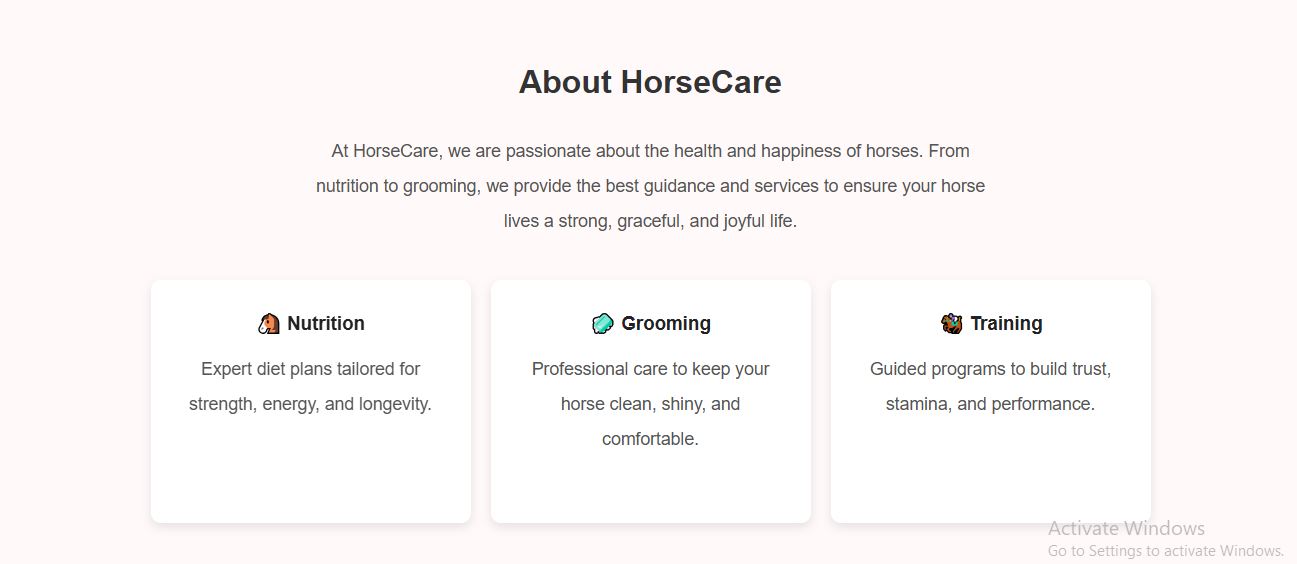 About HorseCare
At HorseCare, we are passionate about the health and happiness of horses. From
nutrition to grooming, we provide the best guidance and services to ensure your horse
lives a strong, graceful, and joyful life.
Nutrition
Expert diet plans tailored for
strength, energy, and longevity.
Grooming
Professional care to keep your
horse clean, shiny, and
comfortable.
Training
Guided programs to build trust,
stamina, and performance.
Activate Windows
Go to Settings to activate Windows.